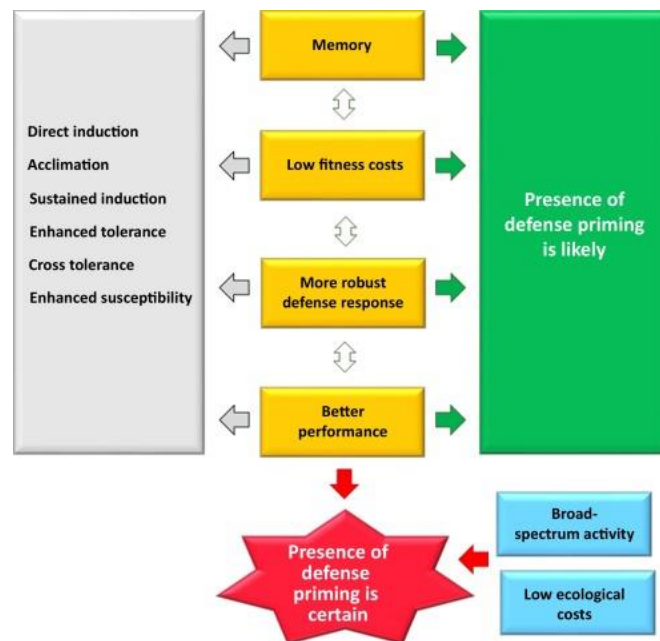 Direct induction
Acclimation
Sustained induction
Enhanced tolerance
Cross tolerance
Enhanced susceptibility
Memory
Low fitness costs
More robust
defense response
Better
performance
Presence of
defense priming
is likely
Presence of
defense
priming is
certain
Broad-
spectrum activity
Low ecological
costs